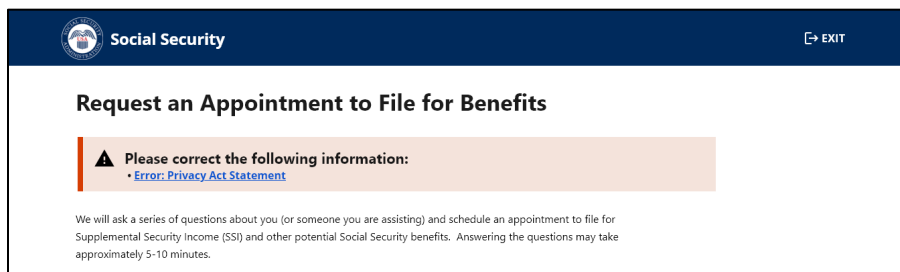 Social Security
EXIT
Request an Appointment to File for Benefits
Please correct the following information:
• Error: Privacy Act Statement
We will ask a series of questions about you (or someone you are assisting) and schedule an appointment to file for
Supplemental Security Income (SSI) and other potential Social Security benefits.  Answering the questions may take
approximately 5-10 minutes.